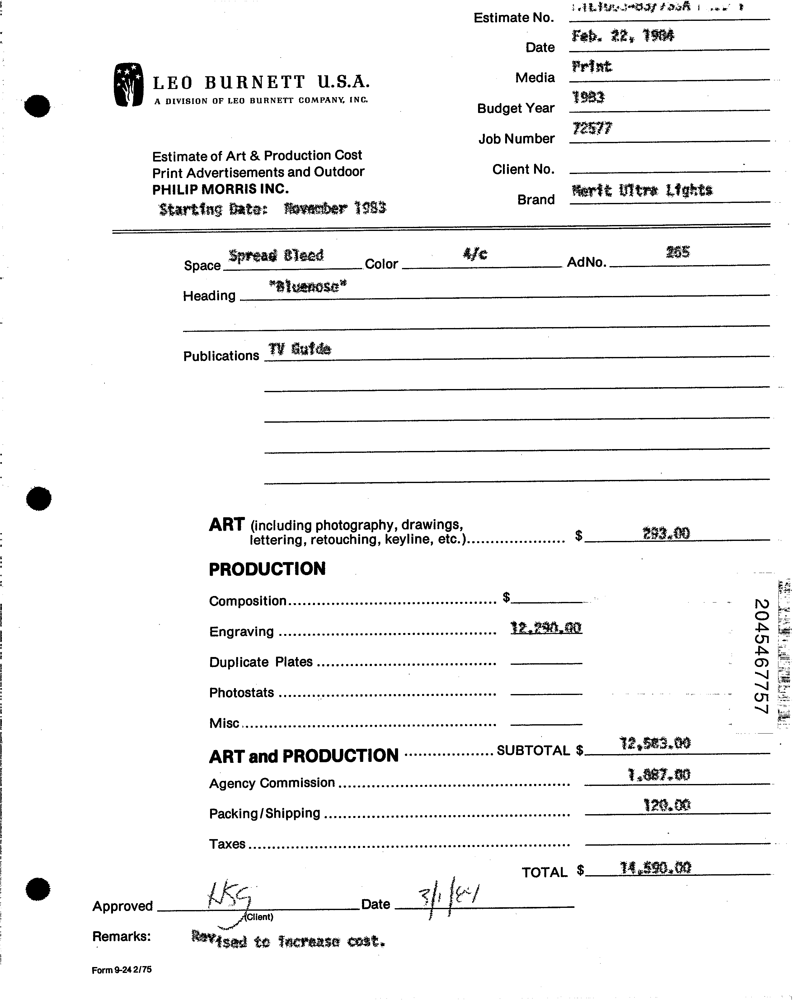 Estimate No.
Date Feb. 22, 1984
Media Print
LEO BURNETT U.S.A.
A DIVISION OF LEO BURNETT COMPANY, INC.
Budget Year 1983
Job Number 72577
Estimate of Art & Production Cost
Print Advertisements and Outdoor
PHILIP MORRIS INC.
Client No.
Brand Merit Ultra Lights
Starting Date: November 1983
Space Spread Bleed Color 4/c AdNo. 265
Heading "Bluenose"
Publications TV Guide
ART (including photography, drawings,
lettering, retouching, keyline, etc.)..................... $ 293.00
PRODUCTION
Composition............................................. $
Engraving ............................................... 12,290.00
Duplicate Plates .......................................
Photostats ...............................................
Misc.......................................................
ART and PRODUCTION ................... SUBTOTAL $ 12,583.00
Agency Commission .................................................. 1,887.00
Packing/Shipping ..................................................... 120.00
Taxes......................................................................
TOTAL $ 14,590.00
Approved Date
(Client)
Remarks: Revised to increase cost.
Form 9-24 2/75
2045467757